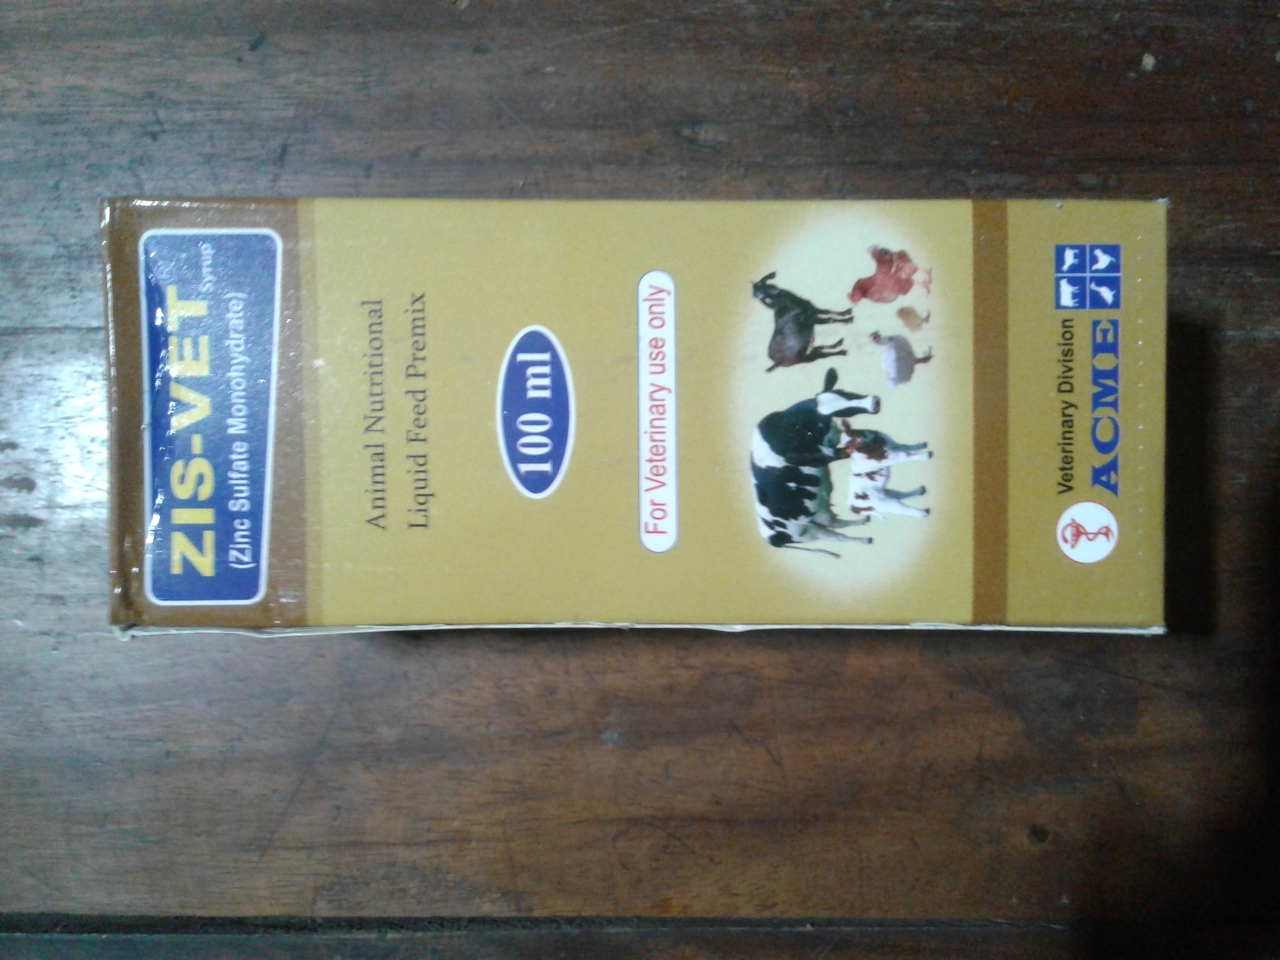 ZIS-VET Syrup
(Zinc Sulfate Monohydrate)
Animal Nutritional
Liquid Feed Premix
100 ml
For Veterinary use only
Veterinary Division
ACME